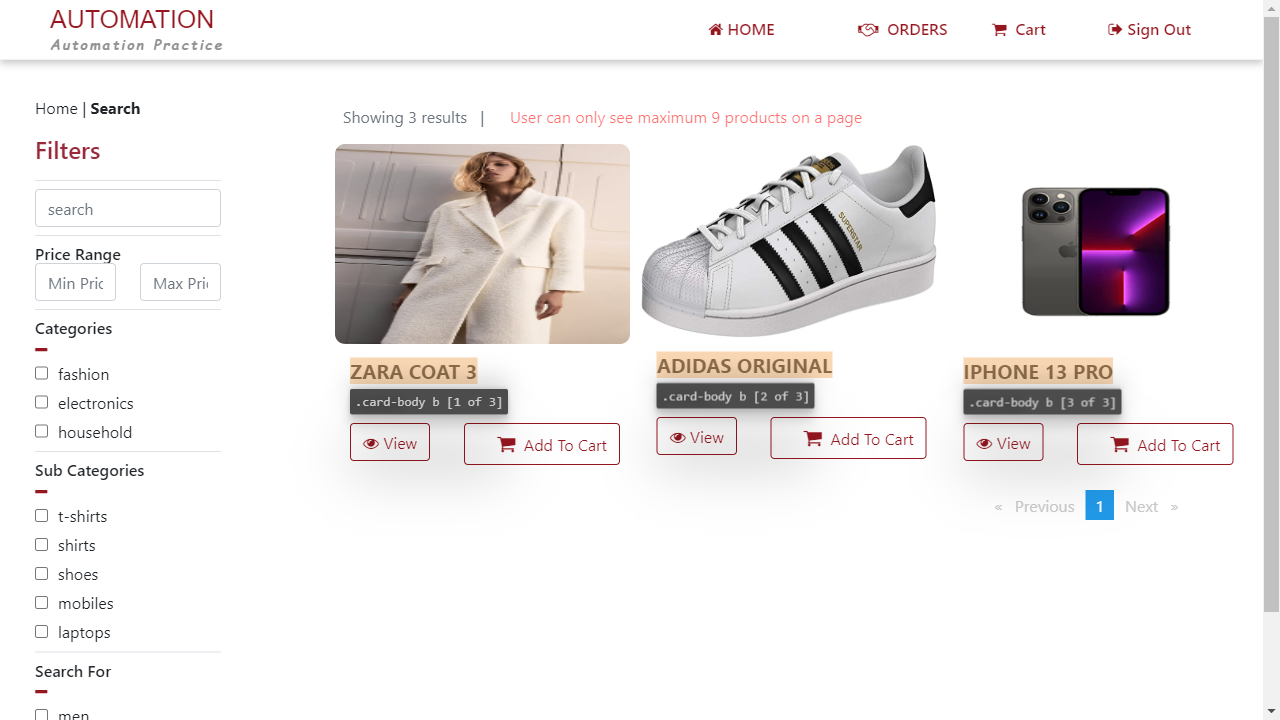 AUTOMATION
Automation Practice
HOME
ORDERS
Cart
Sign Out
Home | Search
Filters
search
Price Range
Min Pric
Max Pri
Categories
fashion
electronics
household
Sub Categories
t-shirts
shirts
shoes
mobiles
laptops
Search For
men
Showing 3 results |
User can only see maximum 9 products on a page
SUPERSTAR
ZARA COAT 3
.card-body b [1 of 3]
View
Add To Cart
ADIDAS ORIGINAL
.card-body b [2 of 3]
View
Add To Cart
IPHONE 13 PRO
.card-body b [3 of 3]
View
Add To Cart
« Previous 1 Next »